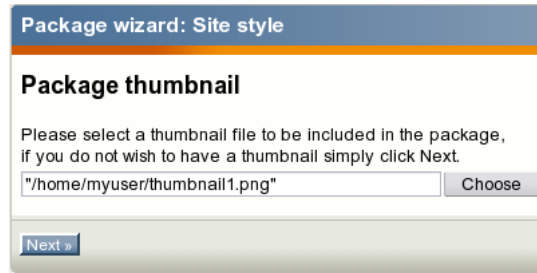 Package wizard: Site style
Package thumbnail
Please select a thumbnail file to be included in the package,
if you do not wish to have a thumbnail simply click Next.
"/home/myuser/thumbnail1.png" Choose
Next »